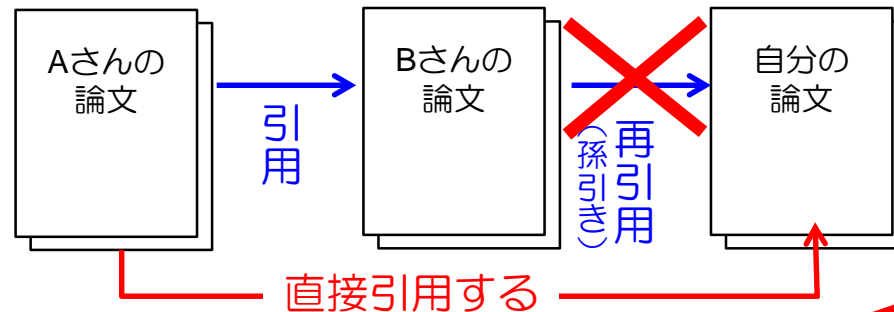 Aさんの
論文
引用
Bさんの
論文
再引用
（孫引き）
自分の
論文
直接引用する